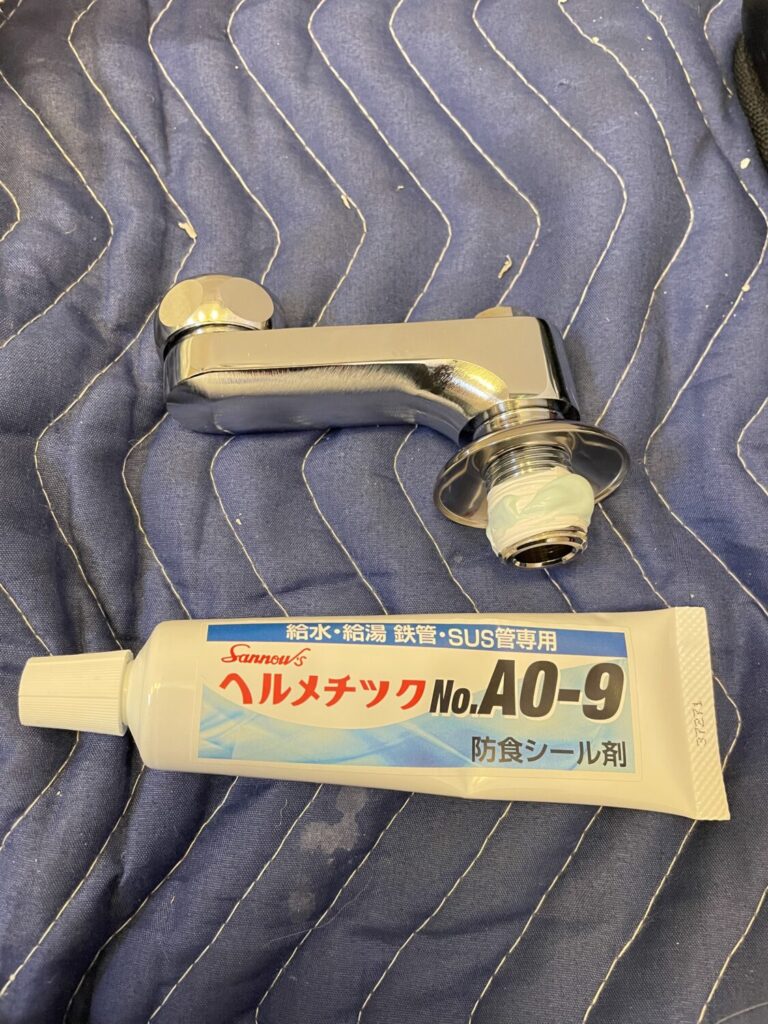 給水・給湯 鉄管・SUS管専用
Sannow's
ヘルメチック No.AO-9
防食シール剤
37271